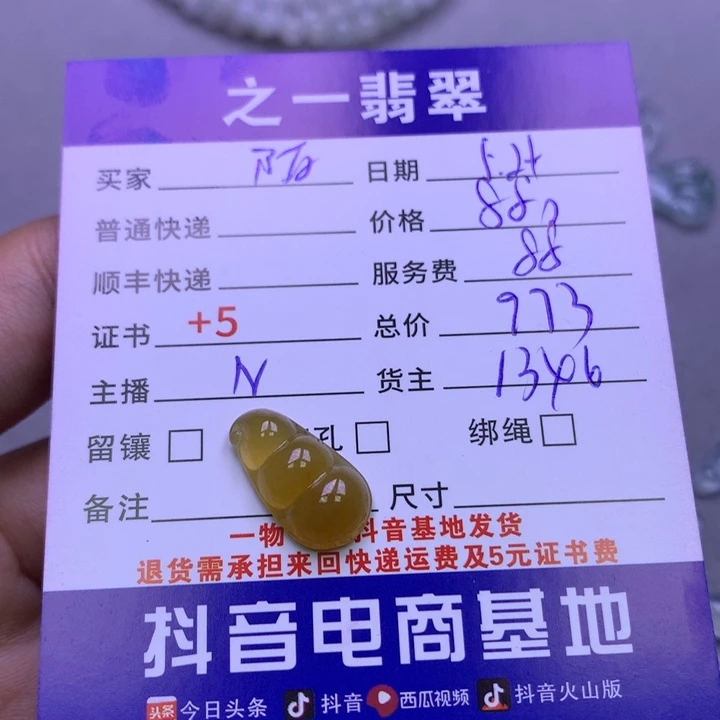 之一翡翠
买家 陌 日期 5.24
普通快递 价格 880
顺丰快递 服务费 88
证书 +5 总价 973
主播 N 货主 1346
留镶 孔 绑绳
备注 尺寸
一物 抖音基地发货
退货需承担来回快递运费及5元证书费
抖音电商基地
头条 今日头条 抖音 西瓜视频 抖音火山版